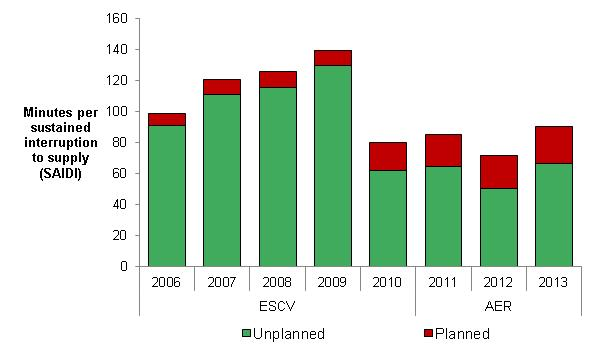 160
140
120
100
80
60
40
20
0
Minutes per
sustained
interruption
to supply
(SAIDI)
2006 2007 2008 2009 2010 2011 2012 2013
ESCV AER
Unplanned Planned